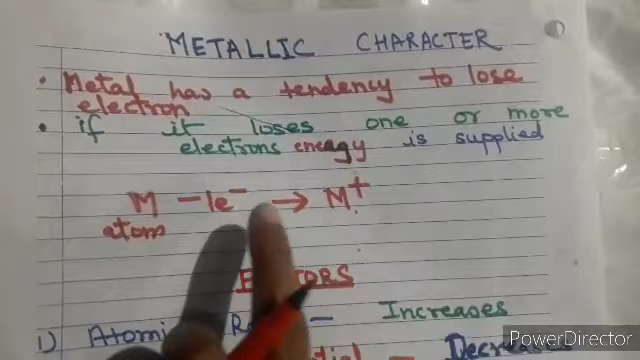 METALLIC CHARACTER
• Metal has a tendency to lose
electron
• if it loses one or more
electrons energy is supplied
M – 1e⁻ → M⁺
atom
1) Atomic – Increases
– Decreases
PowerDirector